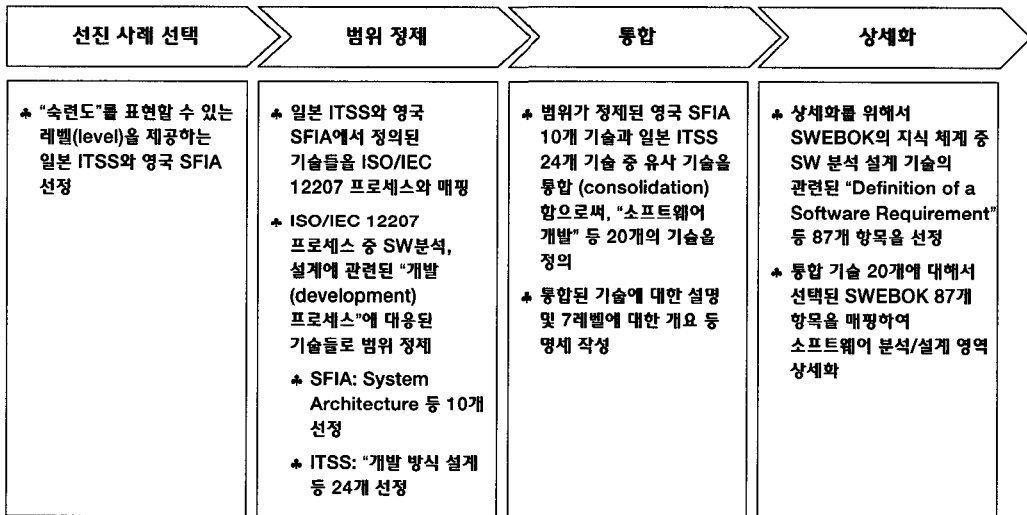 선진 사례 선택
범위 정제
통합
상세화
♣ “숙련도”를 표현할 수 있는
레벨(level)을 제공하는
일본 ITSS와 영국 SFIA
선정
♣ 일본 ITSS와 영국
SFIA에서 정의된
기술들을 ISO/IEC
12207 프로세스와 매핑
♣ ISO/IEC 12207
프로세스 중 SW분석,
설계에 관련된 “개발
(development)
프로세스”에 대응된
기술들로 범위 정제
♣ SFIA: System
Architecture 등 10개
선정
♣ ITSS: “개발 방식 설계
등 24개 선정
♣ 범위가 정제된 영국 SFIA
10개 기술과 일본 ITSS
24개 기술 중 유사 기술을
통합 (consolidation)
함으로써, “소프트웨어
개발” 등 20개의 기술을
정의
♣ 통합된 기술에 대한 설명
및 7레벨에 대한 개요 등
명세 작성
♣ 상세화를 위해서
SWEBOK의 지식 체계 중
SW 분석 설계 기술의
관련된 “Definition of a
Software Requirement”
등 87개 항목을 선정
♣ 통합 기술 20개에 대해서
선택된 SWEBOK 87개
항목을 매핑하여
소프트웨어 분석/설계 영역
상세화